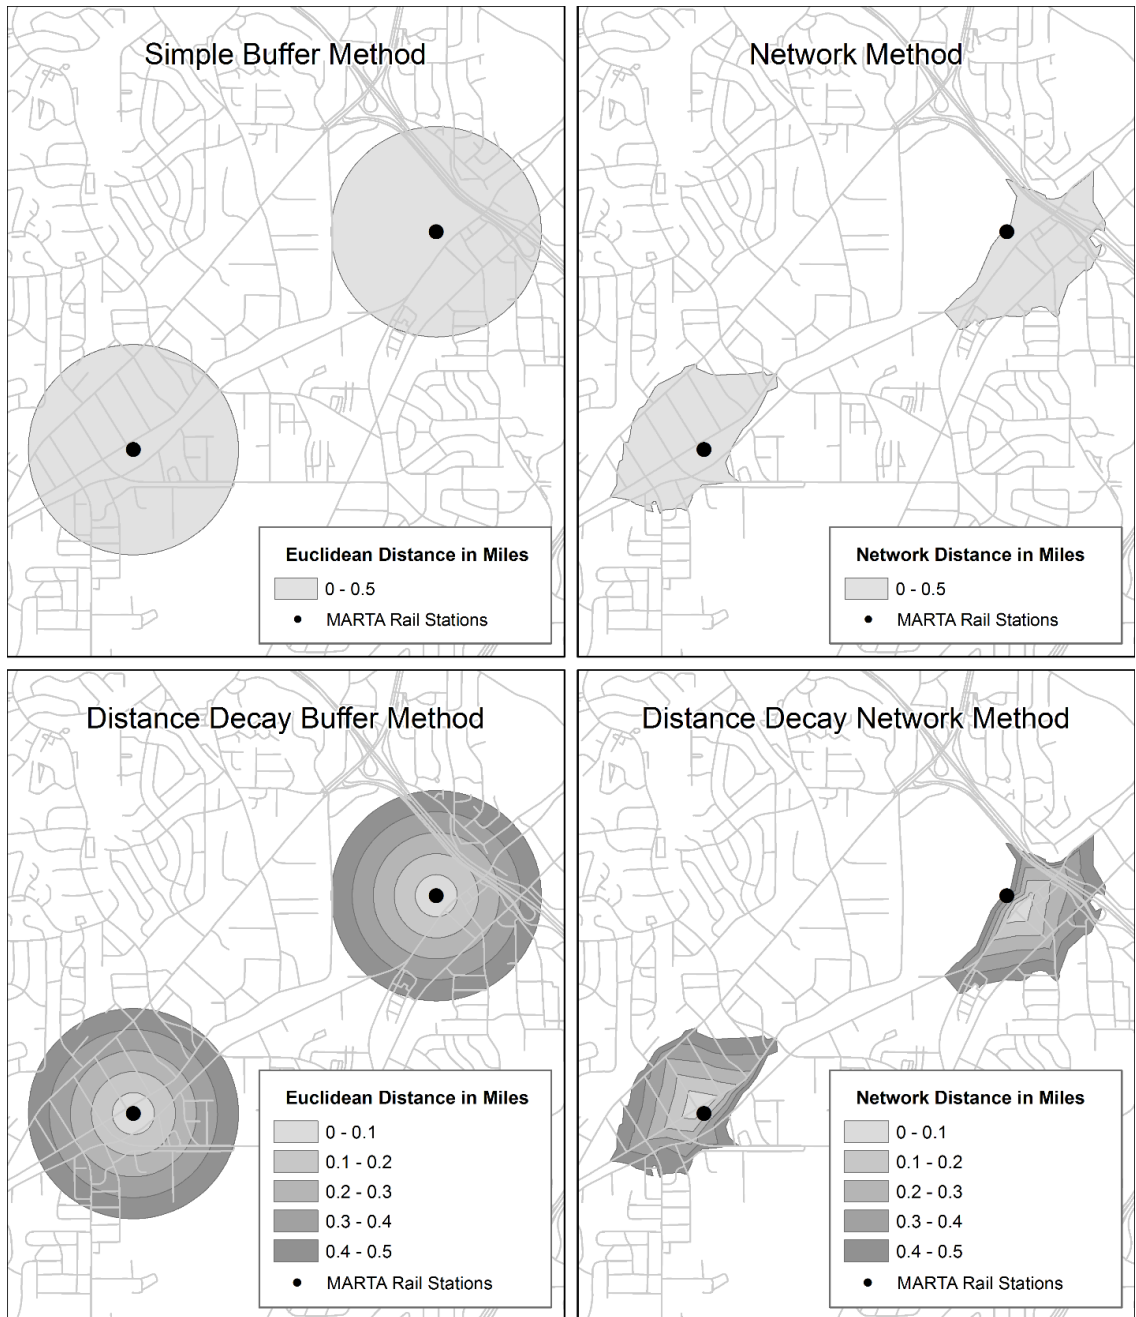 Simple Buffer Method
Euclidean Distance in Miles
0 - 0.5
MARTA Rail Stations
Network Method
Network Distance in Miles
0 - 0.5
MARTA Rail Stations
Distance Decay Buffer Method
Euclidean Distance in Miles
0 - 0.1
0.1 - 0.2
0.2 - 0.3
0.3 - 0.4
0.4 - 0.5
MARTA Rail Stations
Distance Decay Network Method
Network Distance in Miles
0 - 0.1
0.1 - 0.2
0.2 - 0.3
0.3 - 0.4
0.4 - 0.5
MARTA Rail Stations